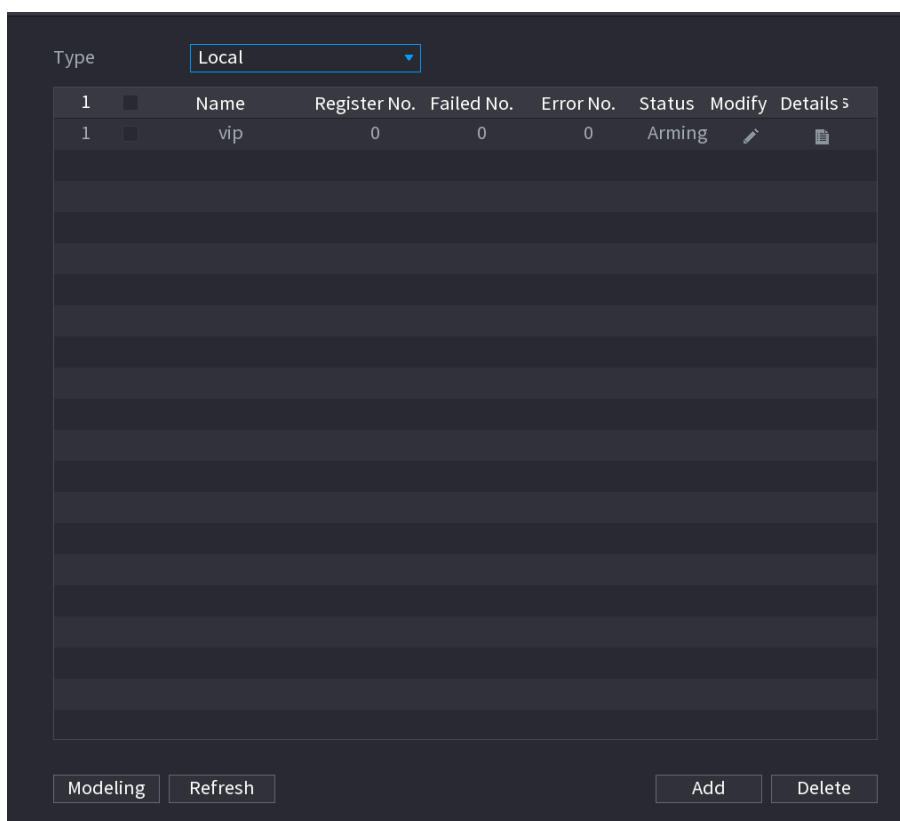 Type Local
1 Name Register No. Failed No. Error No. Status Modify Details s
1 vip 0 0 0 Arming
Modeling Refresh Add Delete